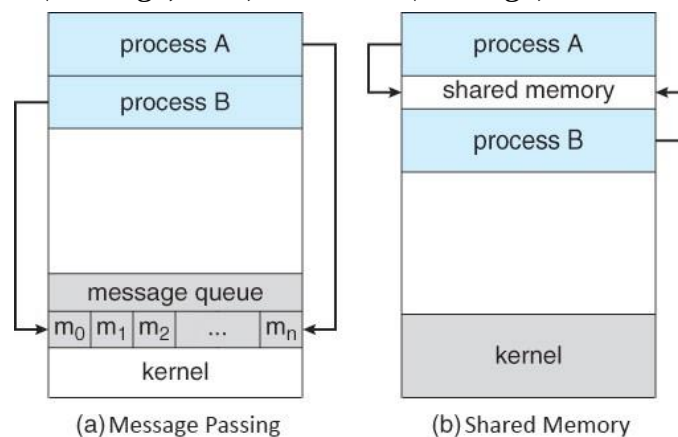 process A
process B
message queue
m0 m1 m2 ... mn
kernel
(a) Message Passing
process A
shared memory
process B
kernel
(b) Shared Memory